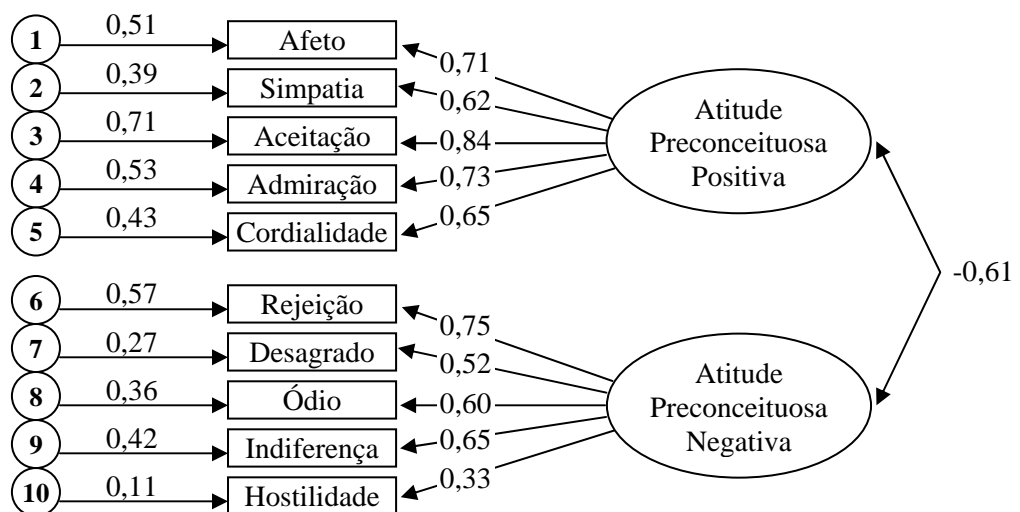 1 0,51 Afeto 0,71
2 0,39 Simpatia 0,62
3 0,71 Aceitação 0,84
4 0,53 Admiração 0,73
5 0,43 Cordialidade 0,65
Atitude
Preconceituosa
Positiva
-0,61
6 0,57 Rejeição 0,75
7 0,27 Desagrado 0,52
8 0,36 Ódio 0,60
9 0,42 Indiferença 0,65
10 0,11 Hostilidade 0,33
Atitude
Preconceituosa
Negativa